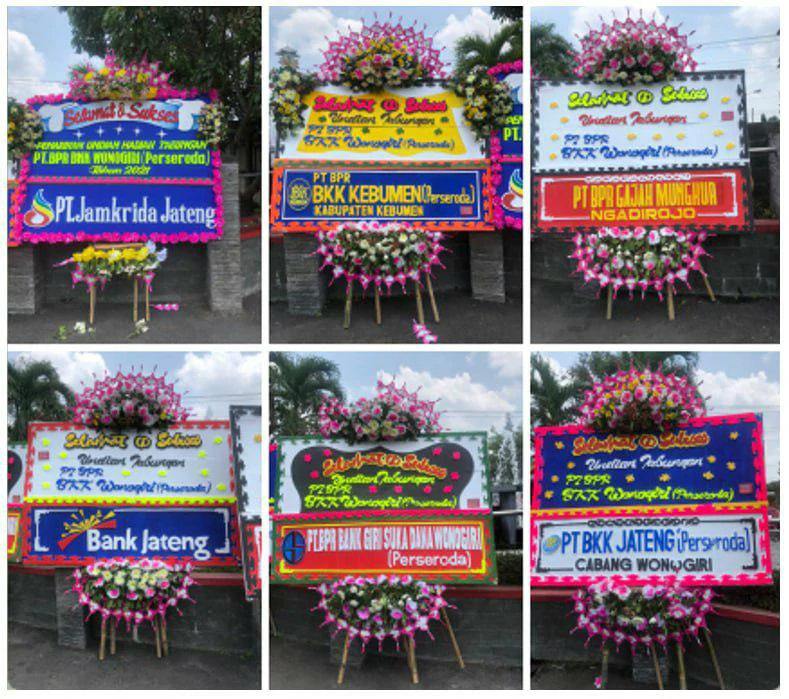 Selamat & Sukses
PENARIKAN UNDIAN HADIAH TABUNGAN
PT.BPR BKK WONOGIRI (Perseroda)
Tahun 2021
PT.Jamkrida Jateng
Selamat & Sukses
Undian Tabungan
PT BPR
BKK Wonogiri (Perseroda)
PT BPR
BKK KEBUMEN (Perseroda)
KABUPATEN KEBUMEN
Selamat & Sukses
Undian Tabungan
PT BPR
BKK Wonogiri (Perseroda)
PT BPR GAJAH MUNGKUR
NGADIROJO
Selamat & Sukses
Undian Tabungan
PT BPR
BKK Wonogiri (Perseroda)
Bank Jateng
Selamat & Sukses
Undian Tabungan
PT BPR
BKK Wonogiri (Perseroda)
PT.BPR BANK GIRI SUKA DANA WONOGIRI
(Perseroda)
Selamat & Sukses
Undian Tabungan
PT BPR
BKK Wonogiri (Perseroda)
PT BKK JATENG (Perseroda)
CABANG WONOGIRI